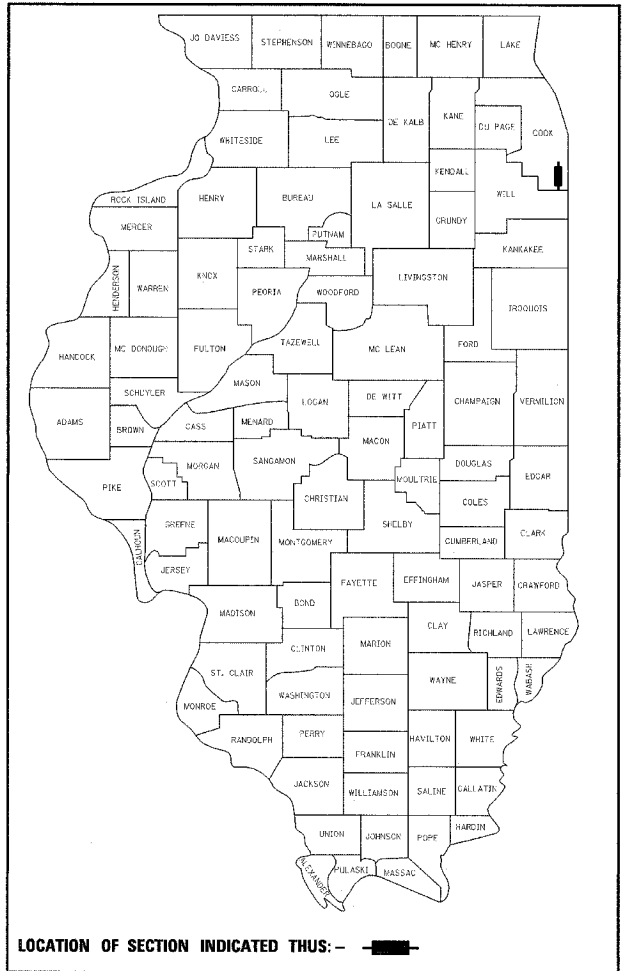 JO DAVIESS
STEPHENSON
WINNEBAGO
BOONE
MC HENRY
LAKE
CARROLL
OGLE
DE KALB
KANE
DU PAGE
COOK
WHITESIDE
LEE
KENDALL
WILL
ROCK ISLAND
HENRY
BUREAU
LA SALLE
GRUNDY
MERCER
PUTNAM
KANKAKEE
STARK
MARSHALL
HENDERSON
WARREN
KNOX
PEORIA
WOODFORD
LIVINGSTON
IROQUOIS
HANCOCK
MC DONOUGH
FULTON
TAZEWELL
MC LEAN
FORD
SCHUYLER
MASON
LOGAN
DE WITT
CHAMPAIGN
VERMILION
ADAMS
BROWN
CASS
MENARD
MACON
PIATT
PIKE
SCOTT
MORGAN
SANGAMON
CHRISTIAN
MOULTRIE
DOUGLAS
EDGAR
COLES
CALHOUN
GREENE
MACOUPIN
MONTGOMERY
SHELBY
CUMBERLAND
CLARK
JERSEY
FAYETTE
EFFINGHAM
JASPER
CRAWFORD
MADISON
BOND
CLAY
RICHLAND
LAWRENCE
CLINTON
MARION
ST. CLAIR
WASHINGTON
JEFFERSON
WAYNE
EDWARDS
WABASH
MONROE
RANDOLPH
PERRY
FRANKLIN
HAVILTON
WHITE
JACKSON
WILLIAMSON
SALINE
GALLATIN
UNION
JOHNSON
POPE
HARDIN
ALEXANDER
PULASKI
MASSAC
LOCATION OF SECTION INDICATED THUS: -